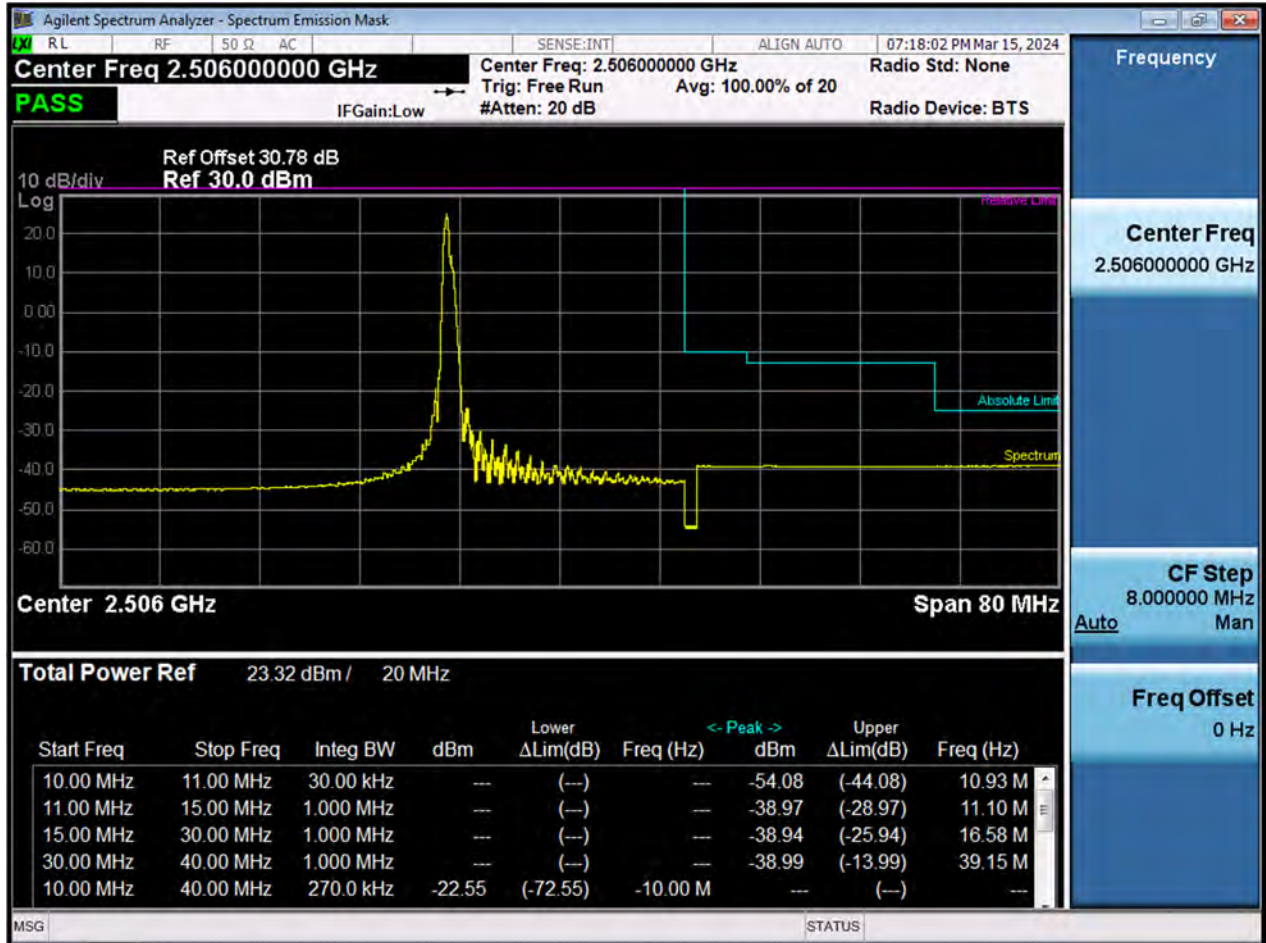 Agilent Spectrum Analyzer - Spectrum Emission Mask
LXI RL RF 50 Ω AC SENSE:INT ALIGN AUTO 07:18:02 PM Mar 15, 2024
Center Freq 2.506000000 GHz
PASS
IFGain:Low
Center Freq: 2.506000000 GHz
Trig: Free Run Avg: 100.00% of 20
#Atten: 20 dB
Radio Std: None
Radio Device: BTS
Ref Offset 30.78 dB
10 dB/div Ref 30.0 dBm
Log
Relative Limit
20.0
10.0
0.00
-10.0
-20.0
Absolute Limit
-30.0
Spectrum
-40.0
-50.0
-60.0
Center 2.506 GHz Span 80 MHz
Total Power Ref 23.32 dBm / 20 MHz
Lower <- Peak -> Upper
Start Freq Stop Freq Integ BW dBm ΔLim(dB) Freq (Hz) dBm ΔLim(dB) Freq (Hz)
10.00 MHz 11.00 MHz 30.00 kHz --- (---) --- -54.08 (-44.08) 10.93 M
11.00 MHz 15.00 MHz 1.000 MHz --- (---) --- -38.97 (-28.97) 11.10 M
15.00 MHz 30.00 MHz 1.000 MHz --- (---) --- -38.94 (-25.94) 16.58 M
30.00 MHz 40.00 MHz 1.000 MHz --- (---) --- -38.99 (-13.99) 39.15 M
10.00 MHz 40.00 MHz 270.0 kHz -22.55 (-72.55) -10.00 M --- (---) ---
MSG STATUS
Frequency
Center Freq
2.506000000 GHz
CF Step
8.000000 MHz
Auto Man
Freq Offset
0 Hz